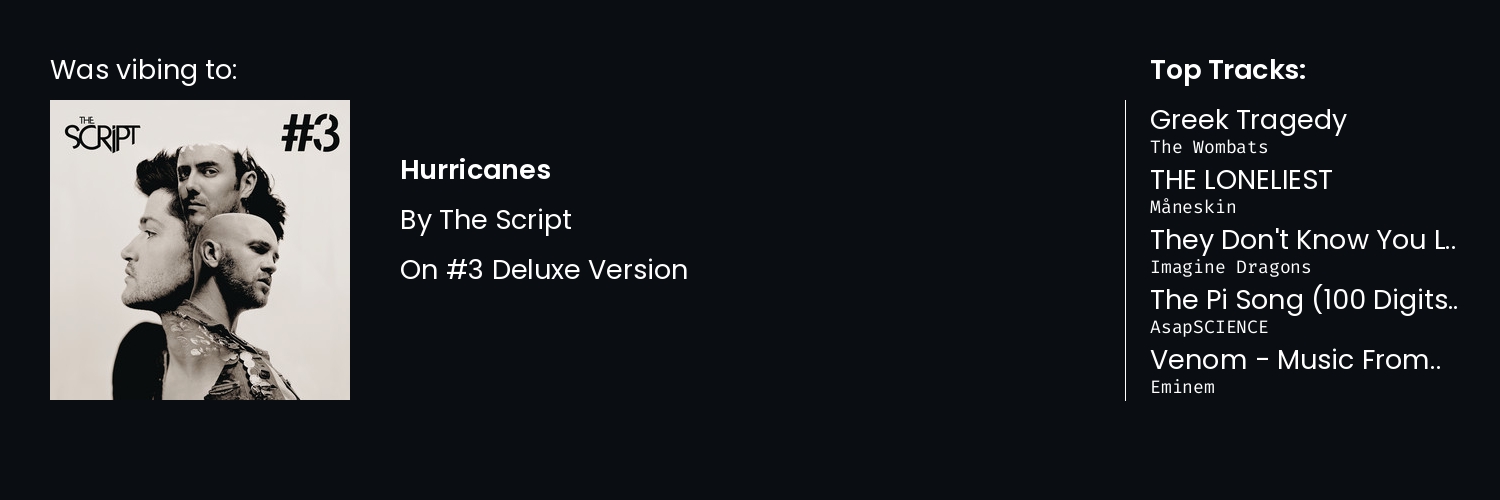 Was vibing to:
THE
SCRIPT
#3
Hurricanes
By The Script
On #3 Deluxe Version
Top Tracks:
Greek Tragedy
The Wombats
THE LONELIEST
Måneskin
They Don't Know You L..
Imagine Dragons
The Pi Song (100 Digits..
AsapSCIENCE
Venom - Music From..
Eminem